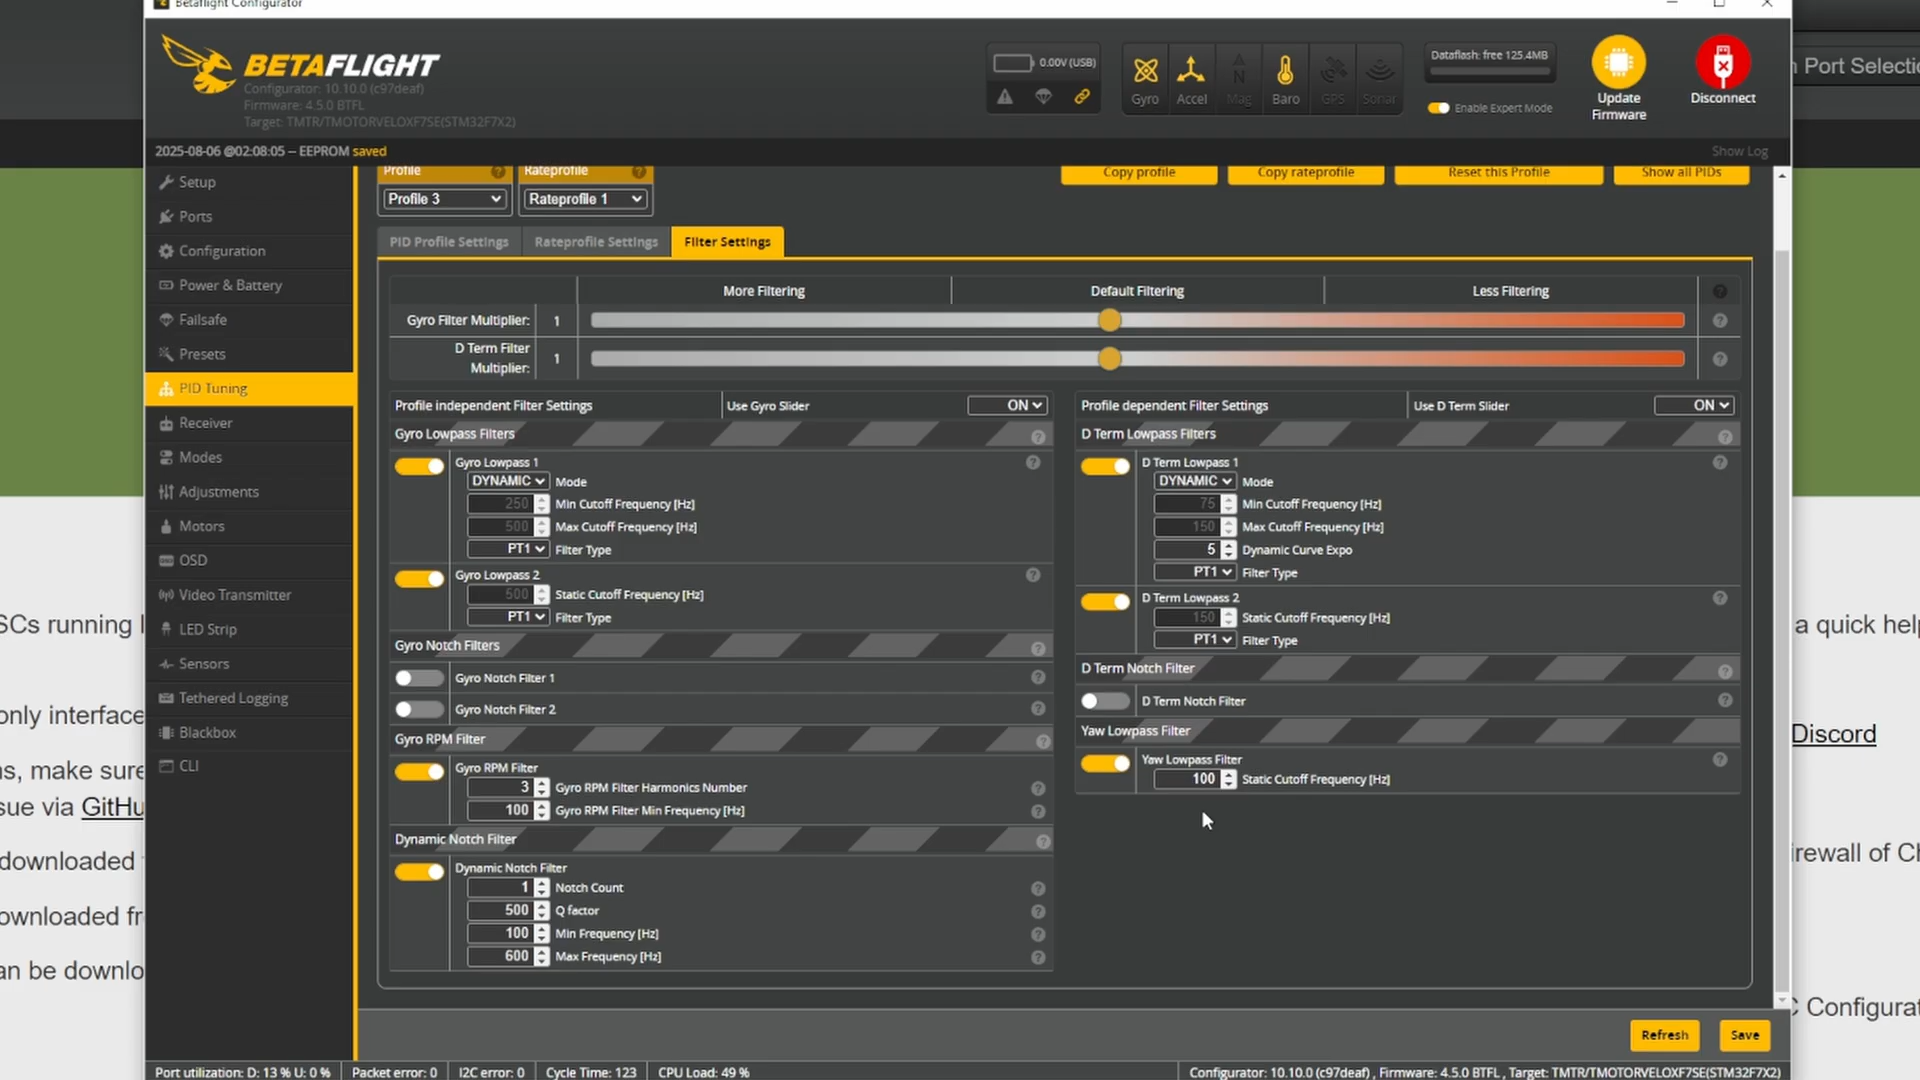 Betaflight Configurator
BETAFLIGHT
Configurator: 10.10.0 (c97deaf)
Firmware: 4.5.0 BTFL
Target: TMTR/TMOTORVELOXF7SE(STM32F7X2)
0.00V (USB)
Gyro
Accel
Mag
Baro
GPS
Sonar
Dataflash: free 125.4MB
Enable Expert Mode
Update
Firmware
Disconnect
Port Selectio
2025-08-06 @02:08:05 -- EEPROM saved
Show Log
Setup
Ports
Configuration
Power & Battery
Failsafe
Presets
PID Tuning
Receiver
Modes
Adjustments
Motors
OSD
Video Transmitter
LED Strip
Sensors
Tethered Logging
Blackbox
CLI
Profile
Rateprofile
Copy profile
Copy rateprofile
Reset this Profile
Show all PIDs
Profile 3
Rateprofile 1
PID Profile Settings
Rateprofile Settings
Filter Settings
More Filtering
Default Filtering
Less Filtering
Gyro Filter Multiplier:
1
D Term Filter
Multiplier:
1
Profile independent Filter Settings
Use Gyro Slider
ON
Gyro Lowpass Filters
Gyro Lowpass 1
DYNAMIC Mode
250 Min Cutoff Frequency [Hz]
500 Max Cutoff Frequency [Hz]
PT1 Filter Type
Gyro Lowpass 2
500 Static Cutoff Frequency [Hz]
PT1 Filter Type
Gyro Notch Filters
Gyro Notch Filter 1
Gyro Notch Filter 2
Gyro RPM Filter
Gyro RPM Filter
3 Gyro RPM Filter Harmonics Number
100 Gyro RPM Filter Min Frequency [Hz]
Dynamic Notch Filter
Dynamic Notch Filter
1 Notch Count
500 Q factor
100 Min Frequency [Hz]
600 Max Frequency [Hz]
Profile dependent Filter Settings
Use D Term Slider
ON
D Term Lowpass Filters
D Term Lowpass 1
DYNAMIC Mode
75 Min Cutoff Frequency [Hz]
150 Max Cutoff Frequency [Hz]
5 Dynamic Curve Expo
PT1 Filter Type
D Term Lowpass 2
150 Static Cutoff Frequency [Hz]
PT1 Filter Type
D Term Notch Filter
D Term Notch Filter
Yaw Lowpass Filter
Yaw Lowpass Filter
100 Static Cutoff Frequency [Hz]
SCs running
only interface
ns, make sure
sue via GitHu
downloaded
ownloaded fr
an be downlo
a quick help
Discord
irewall of Ch
C Configurat
Refresh
Save
Port utilization: D: 13 % U: 0 %
Packet error: 0
I2C error: 0
Cycle Time: 123
CPU Load: 49 %
Configurator: 10.10.0 (c97deaf) , Firmware: 4.5.0 BTFL , Target: TMTR/TMOTORVELOXF7SE(STM32F7X2)